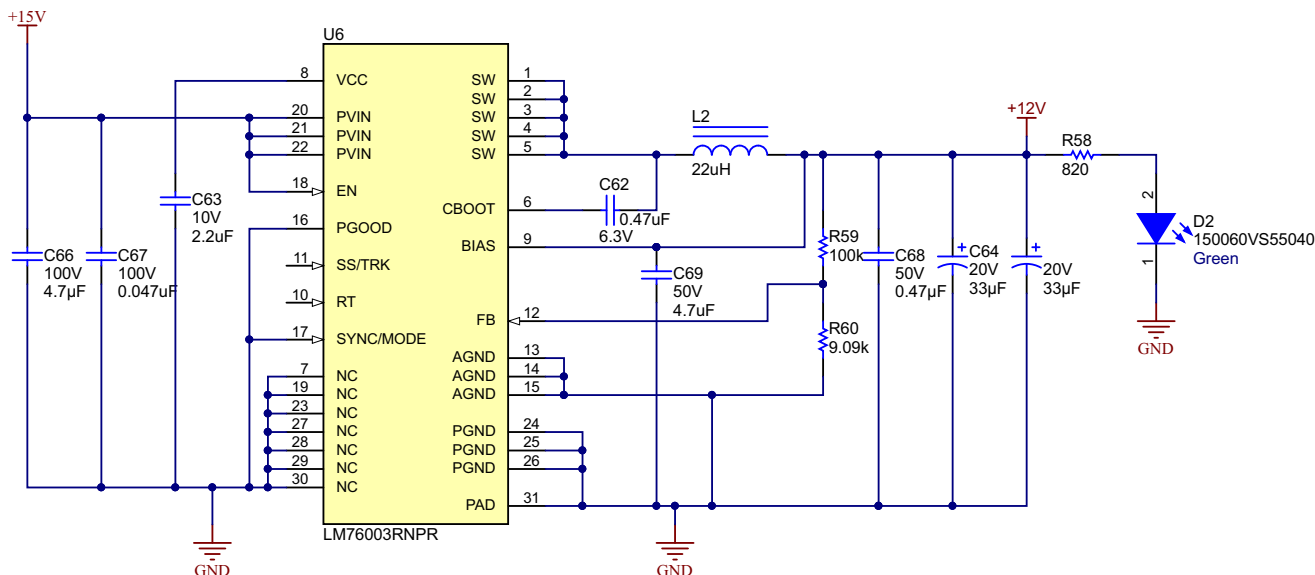 +15V
U6
8 VCC SW 1
SW 2
20 PVIN SW 3
21 PVIN SW 4
22 PVIN SW 5
18 EN
CBOOT 6
16 PGOOD
BIAS 9
11 SS/TRK
10 RT
FB 12
17 SYNC/MODE
AGND 13
7 NC AGND 14
19 NC AGND 15
23 NC
27 NC PGND 24
28 NC PGND 25
29 NC PGND 26
30 NC
PAD 31
LM76003RNPR
C66
100V
4.7µF
C67
100V
0.047uF
C63
10V
2.2uF
GND
L2
22uH
C62
0.47uF
6.3V
C69
50V
4.7uF
R59
100k
R60
9.09k
C68
50V
0.47µF
C64
20V
33µF
20V
33µF
+12V
R58
820
2
D2
150060VS55040
Green
1
GND
GND